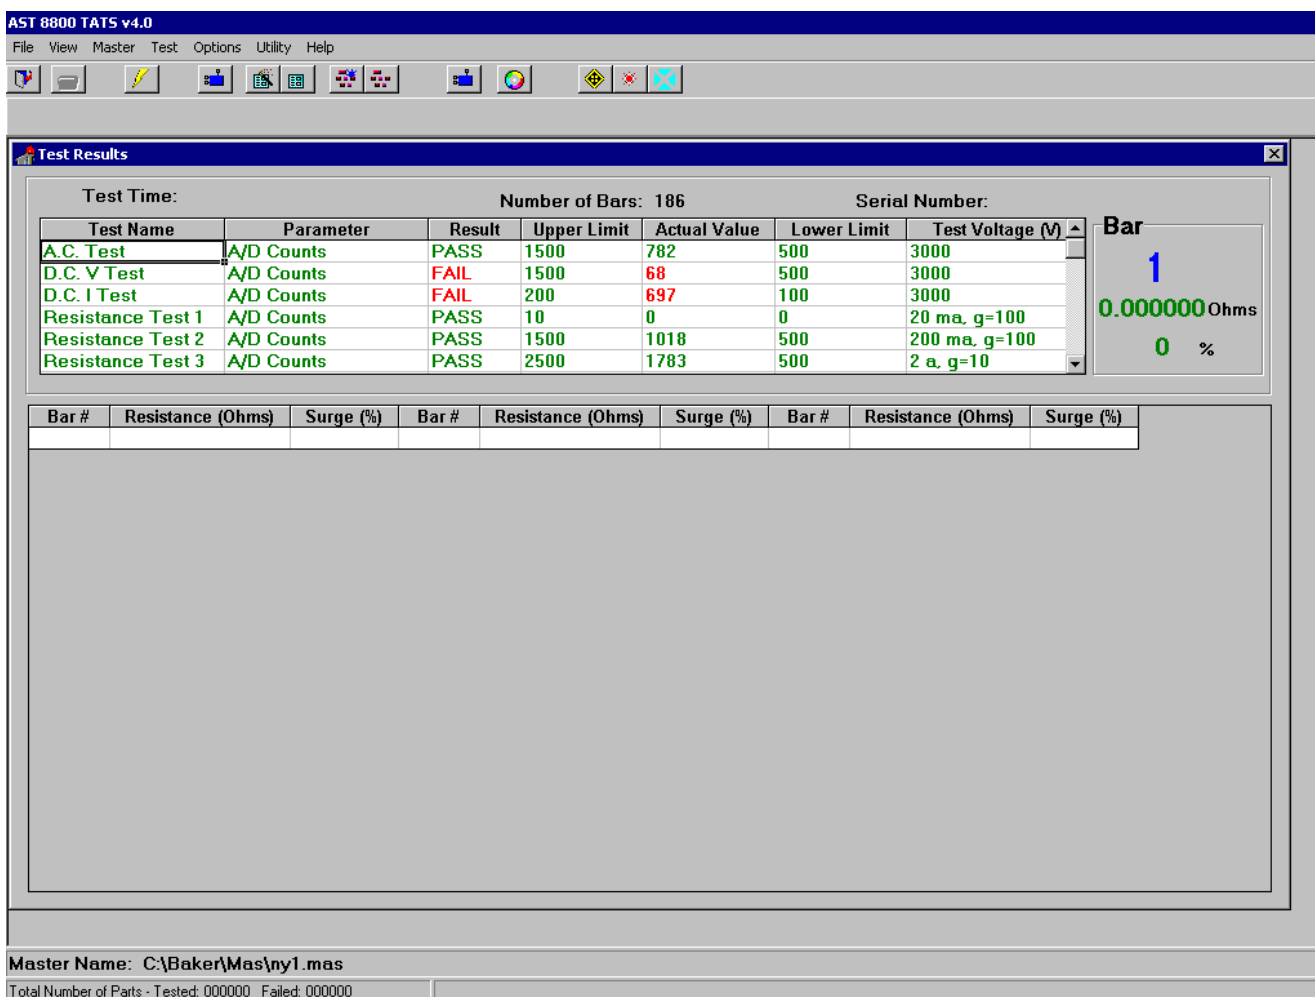 AST 8800 TATS v4.0
File View Master Test Options Utility Help
Test Results
Test Time: Number of Bars: 186 Serial Number:
Test Name Parameter Result Upper Limit Actual Value Lower Limit Test Voltage (V)
A.C. Test A/D Counts PASS 1500 782 500 3000
D.C. V Test A/D Counts FAIL 1500 68 500 3000
D.C. I Test A/D Counts FAIL 200 697 100 3000
Resistance Test 1 A/D Counts PASS 10 0 0 20 ma, g=100
Resistance Test 2 A/D Counts PASS 1500 1018 500 200 ma, g=100
Resistance Test 3 A/D Counts PASS 2500 1783 500 2 a, g=10
Bar
1
0.000000 Ohms
0 %
Bar # Resistance (Ohms) Surge (%) Bar # Resistance (Ohms) Surge (%) Bar # Resistance (Ohms) Surge (%)
Master Name: C:\Baker\Mas\ny1.mas
Total Number of Parts - Tested: 000000 Failed: 000000